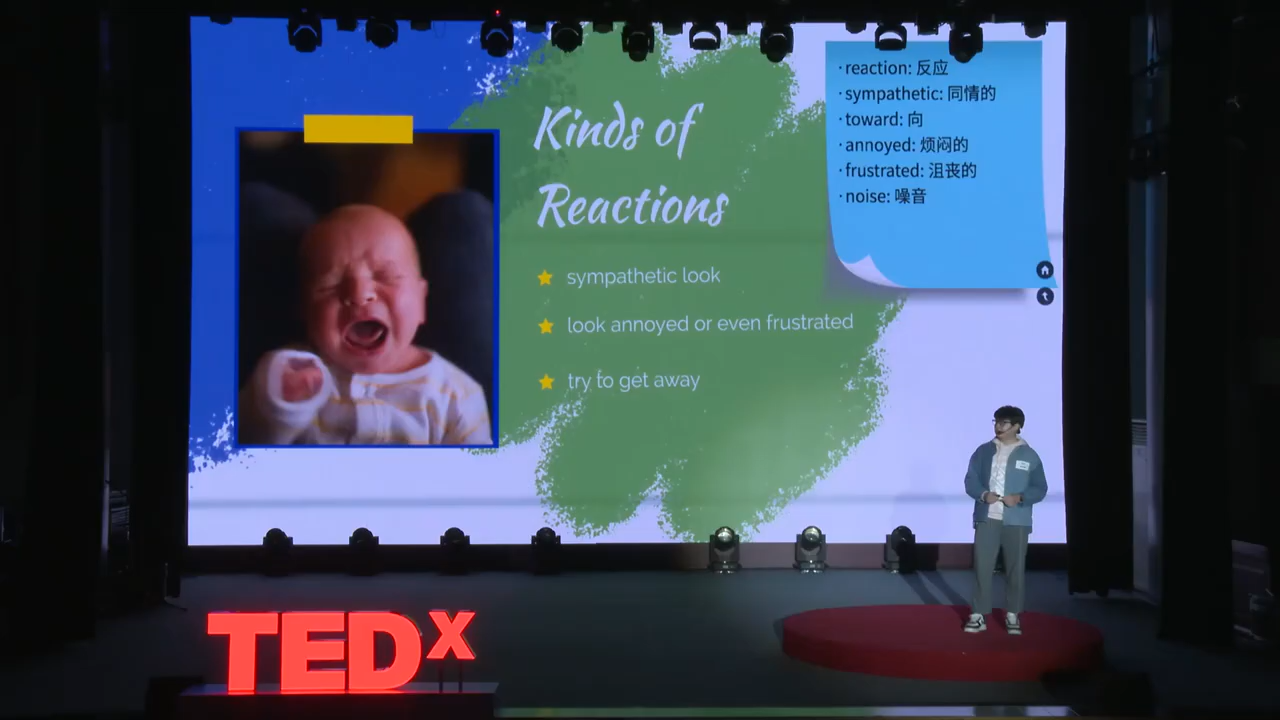 Kinds of
Reactions
sympathetic look
look annoyed or even frustrated
try to get away
·reaction: 反应
·sympathetic: 同情的
·toward: 向
·annoyed: 烦闷的
·frustrated: 沮丧的
·noise: 噪音
TEDx